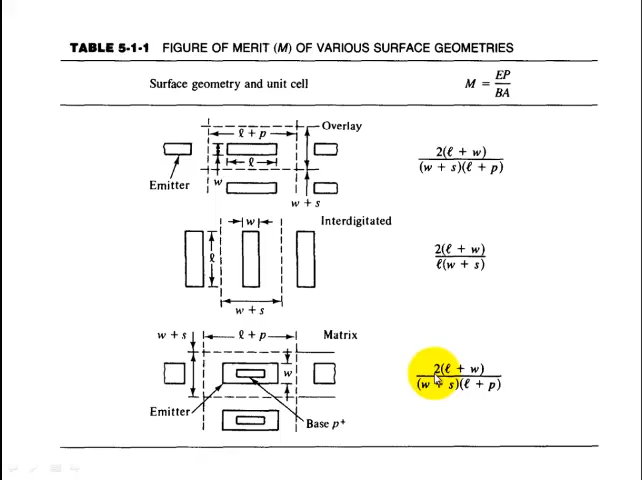 TABLE 5-1-1 FIGURE OF MERIT (M) OF VARIOUS SURFACE GEOMETRIES
Surface geometry and unit cell
M = EP / BA
Overlay
ℓ + p
ℓ
Emitter
w
w + s
2(ℓ + w) / (w + s)(ℓ + p)
Interdigitated
w
ℓ
w + s
2(ℓ + w) / ℓ(w + s)
w + s
ℓ + p
Matrix
w
Emitter
Base p+
2(ℓ + w) / (w + s)(ℓ + p)